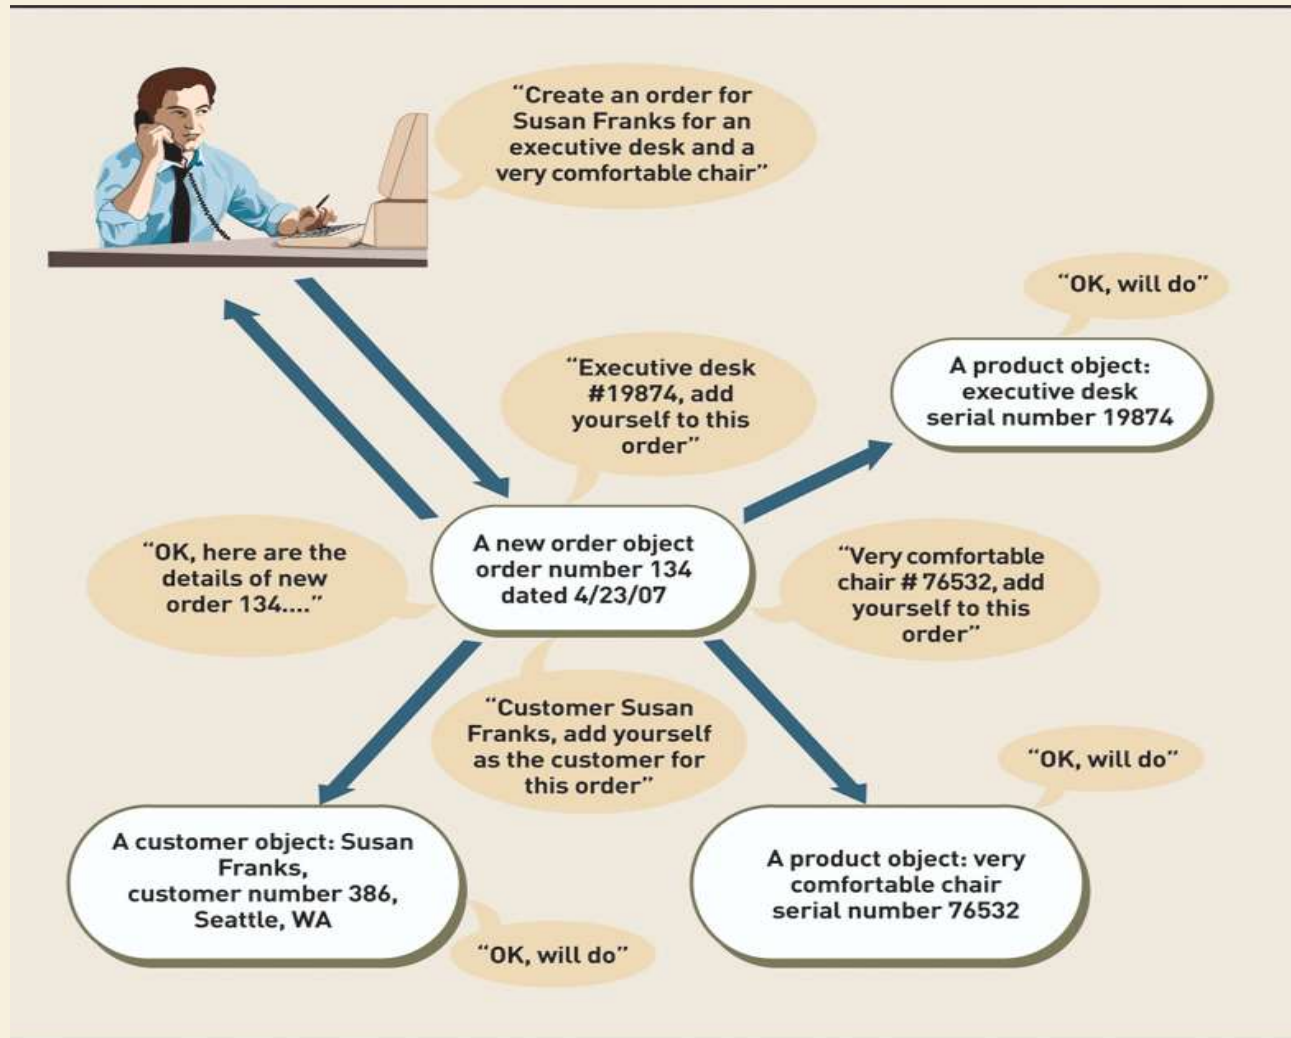 “Create an order for
Susan Franks for an
executive desk and a
very comfortable chair”
“OK, will do”
“Executive desk
#19874, add
yourself to this
order”
A product object:
executive desk
serial number 19874
“OK, here are the
details of new
order 134....”
A new order object
order number 134
dated 4/23/07
“Very comfortable
chair # 76532, add
yourself to this
order”
“Customer Susan
Franks, add yourself
as the customer for
this order”
“OK, will do”
A customer object: Susan
Franks,
customer number 386,
Seattle, WA
A product object: very
comfortable chair
serial number 76532
“OK, will do”